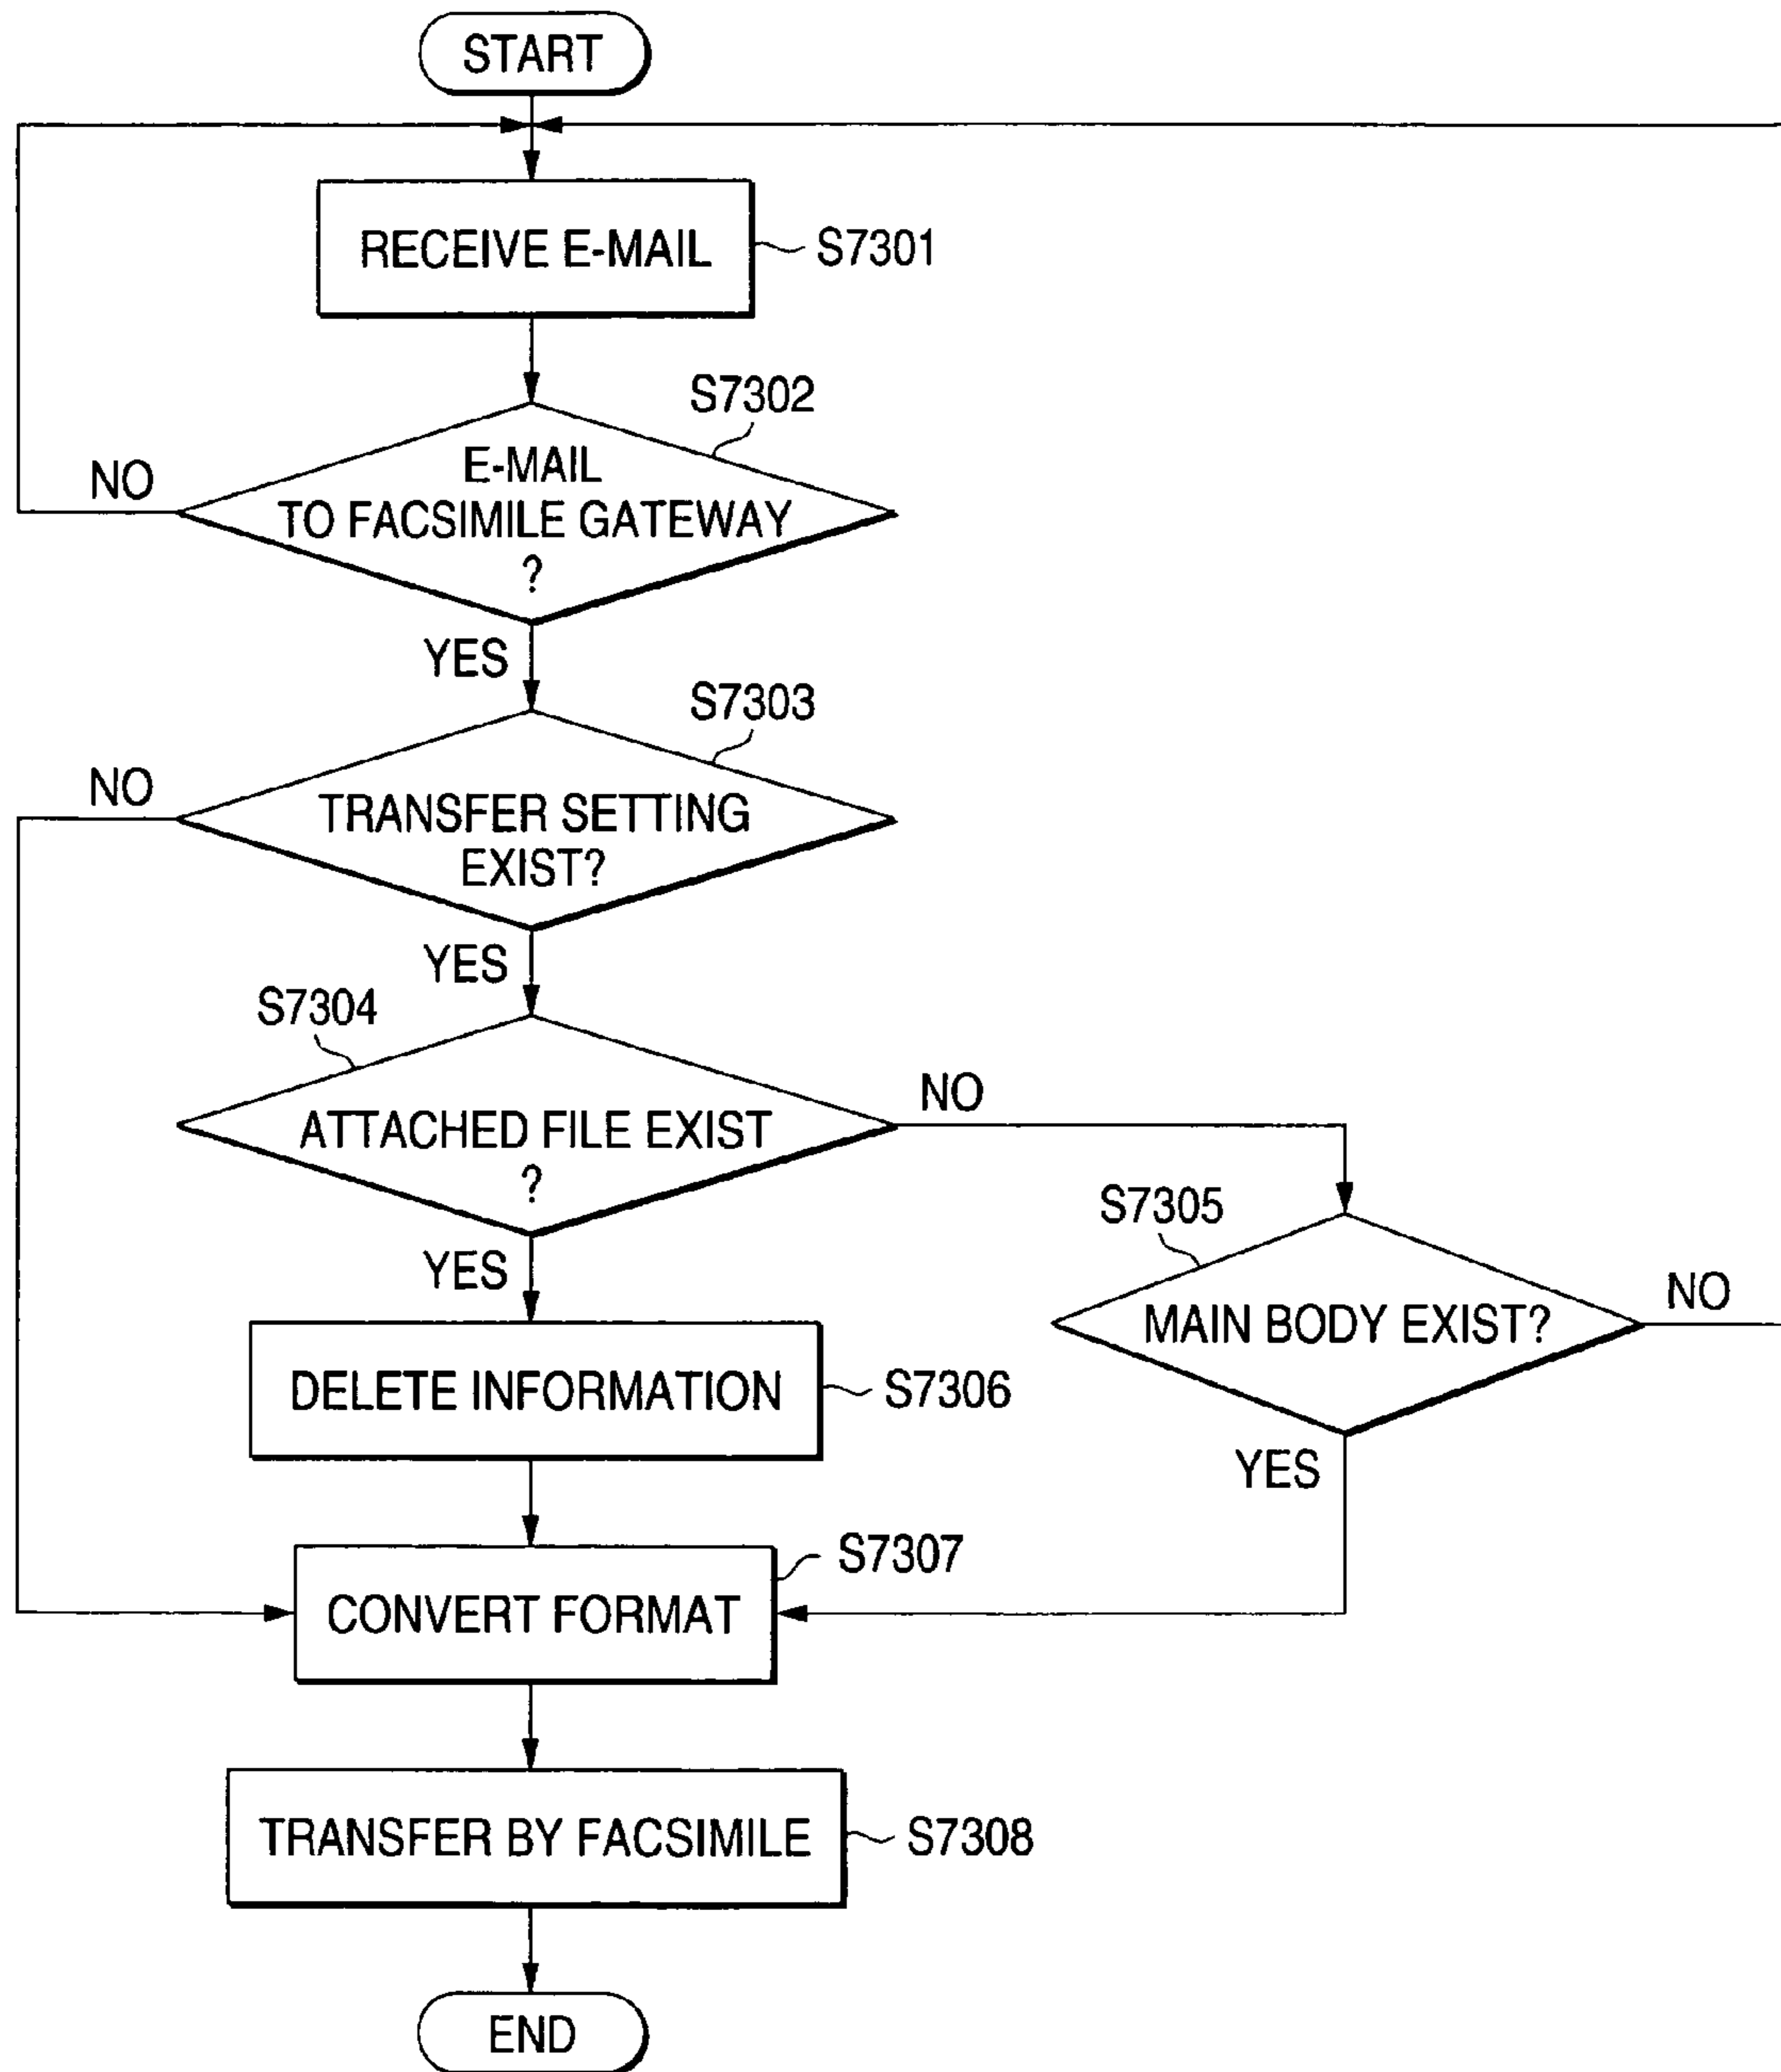 START
RECEIVE E-MAIL
S7301
S7302
E-MAIL
TO FACSIMILE GATEWAY
?
NO
YES
S7303
TRANSFER SETTING
EXIST?
NO
YES
S7304
ATTACHED FILE EXIST
?
NO
YES
S7305
MAIN BODY EXIST?
NO
YES
DELETE INFORMATION
S7306
CONVERT FORMAT
S7307
TRANSFER BY FACSIMILE
S7308
END